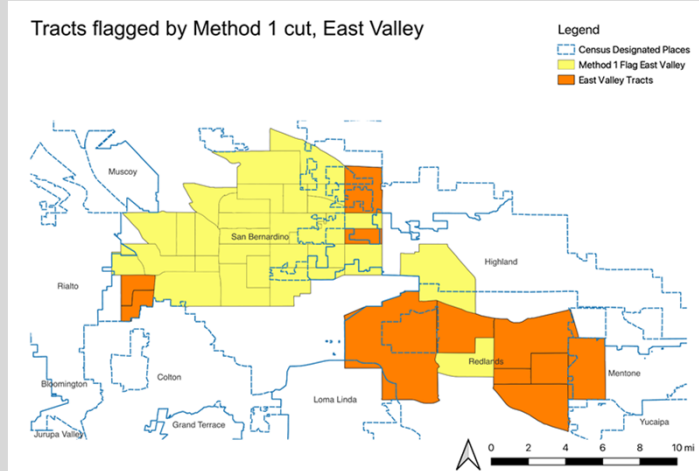 Tracts flagged by Method 1 cut, East Valley
Legend
Census Designated Places
Method 1 Flag East Valley
East Valley Tracts
Muscoy
San Bernardino
Highland
Rialto
Redlands
Mentone
Bloomington
Colton
Loma Linda
Grand Terrace
Yucaipa
Jurupa Valley
0 2 4 6 8 10 mi